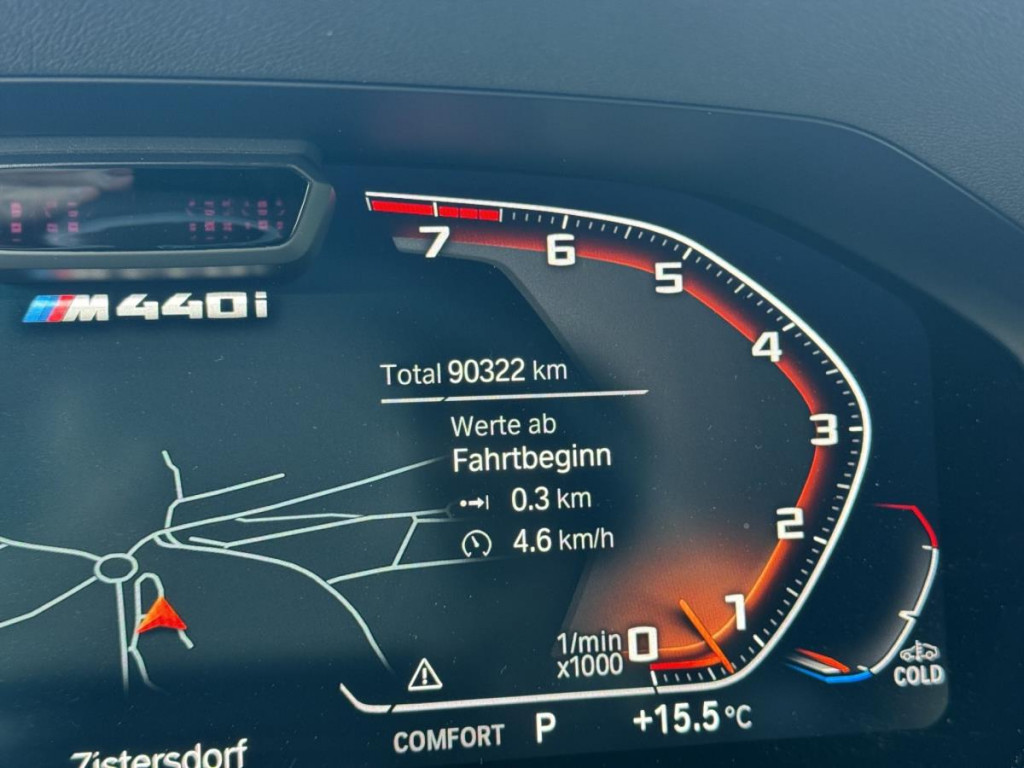 M440i
7
6
5
4
3
2
1
0
Total 90322 km
Werte ab
Fahrtbeginn
0.3 km
4.6 km/h
1/min
x1000
COLD
COMFORT P +15.5 °C
Zistersdorf